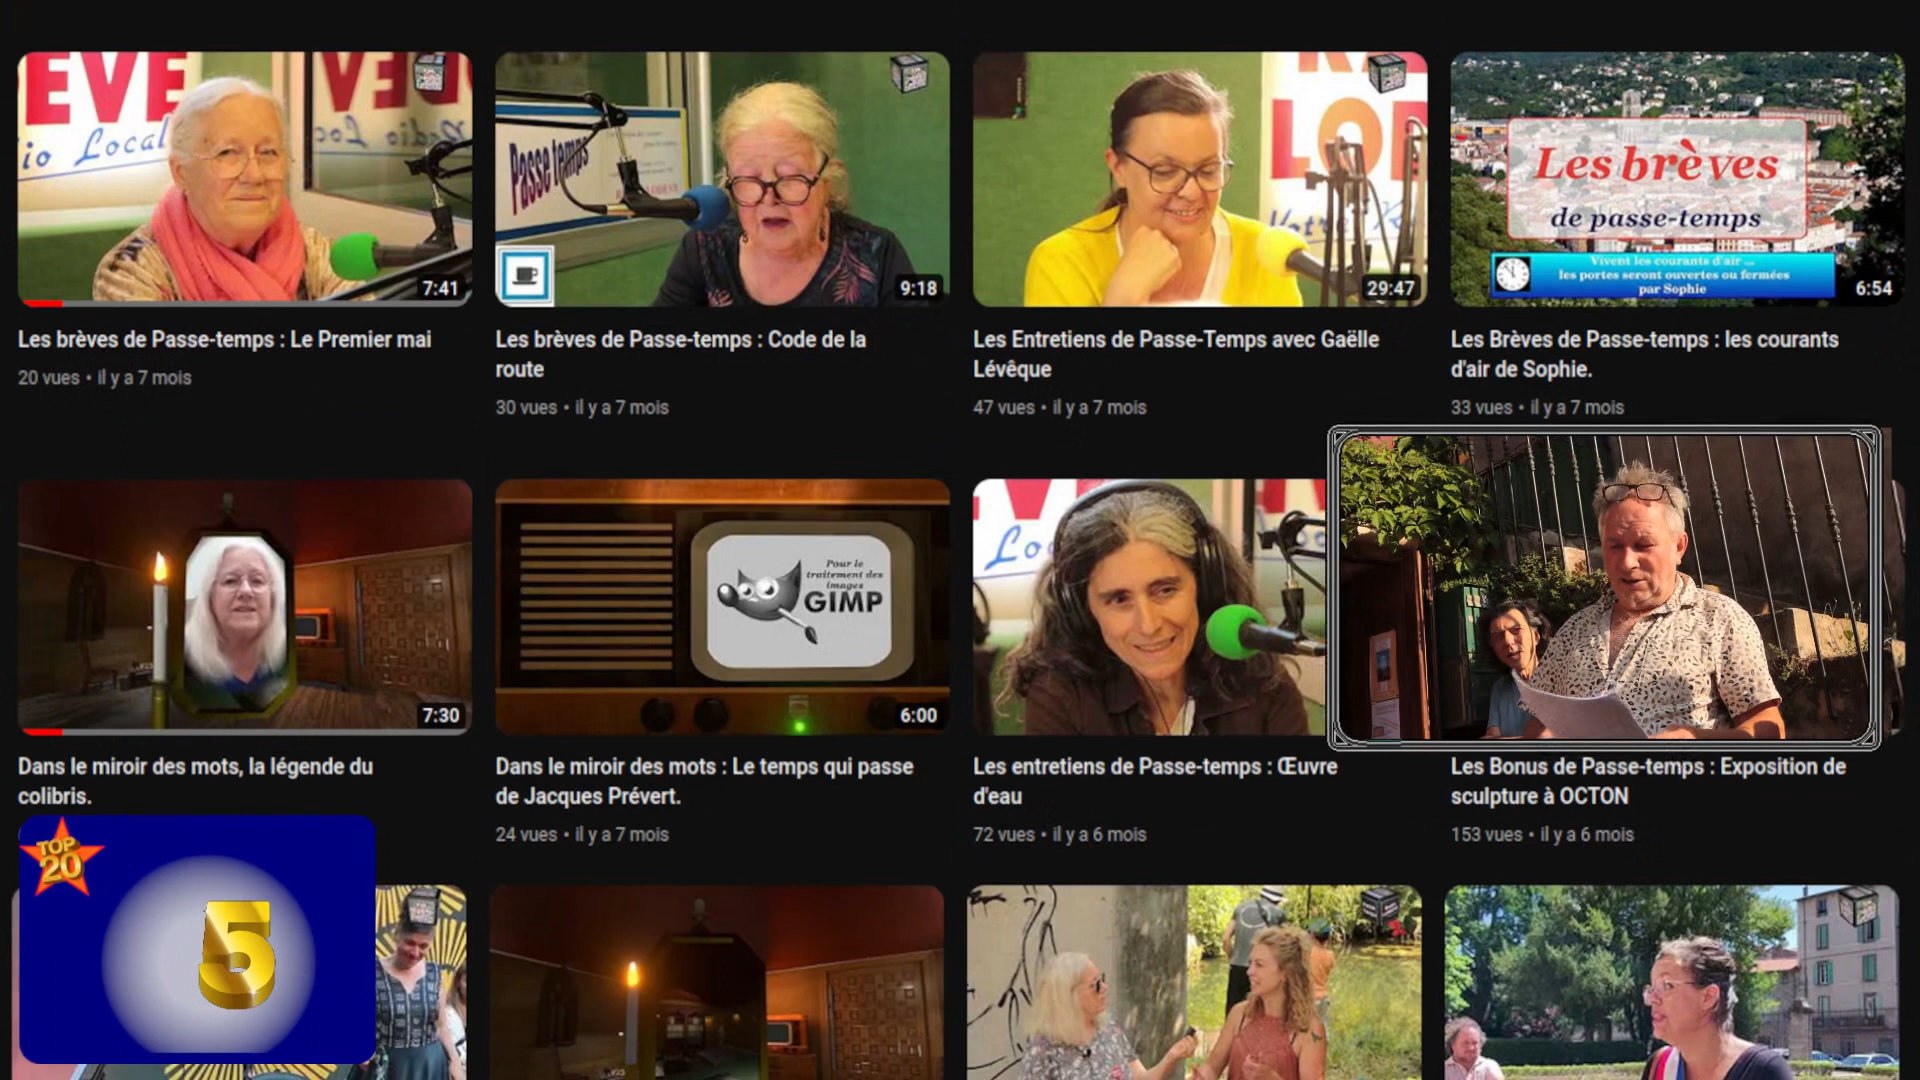 EVE
io Local
7:41
Passe temps
9:18
LO
29:47
Les brèves
de passe-temps
Vivent les courants d'air ...
les portes seront ouvertes ou fermées
par Sophie
6:54
Les brèves de Passe-temps : Le Premier mai
20 vues • il y a 7 mois
Les brèves de Passe-temps : Code de la
route
30 vues • il y a 7 mois
Les Entretiens de Passe-Temps avec Gaëlle
Lévêque
47 vues • il y a 7 mois
Les Brèves de Passe-temps : les courants
d'air de Sophie.
33 vues • il y a 7 mois
7:30
Pour le
traitement des
images
GIMP
6:00
Lo
Dans le miroir des mots, la légende du
colibris.
Dans le miroir des mots : Le temps qui passe
de Jacques Prévert.
24 vues • il y a 7 mois
Les entretiens de Passe-temps : Œuvre
d'eau
72 vues • il y a 6 mois
Les Bonus de Passe-temps : Exposition de
sculpture à OCTON
153 vues • il y a 6 mois
TOP
20
5